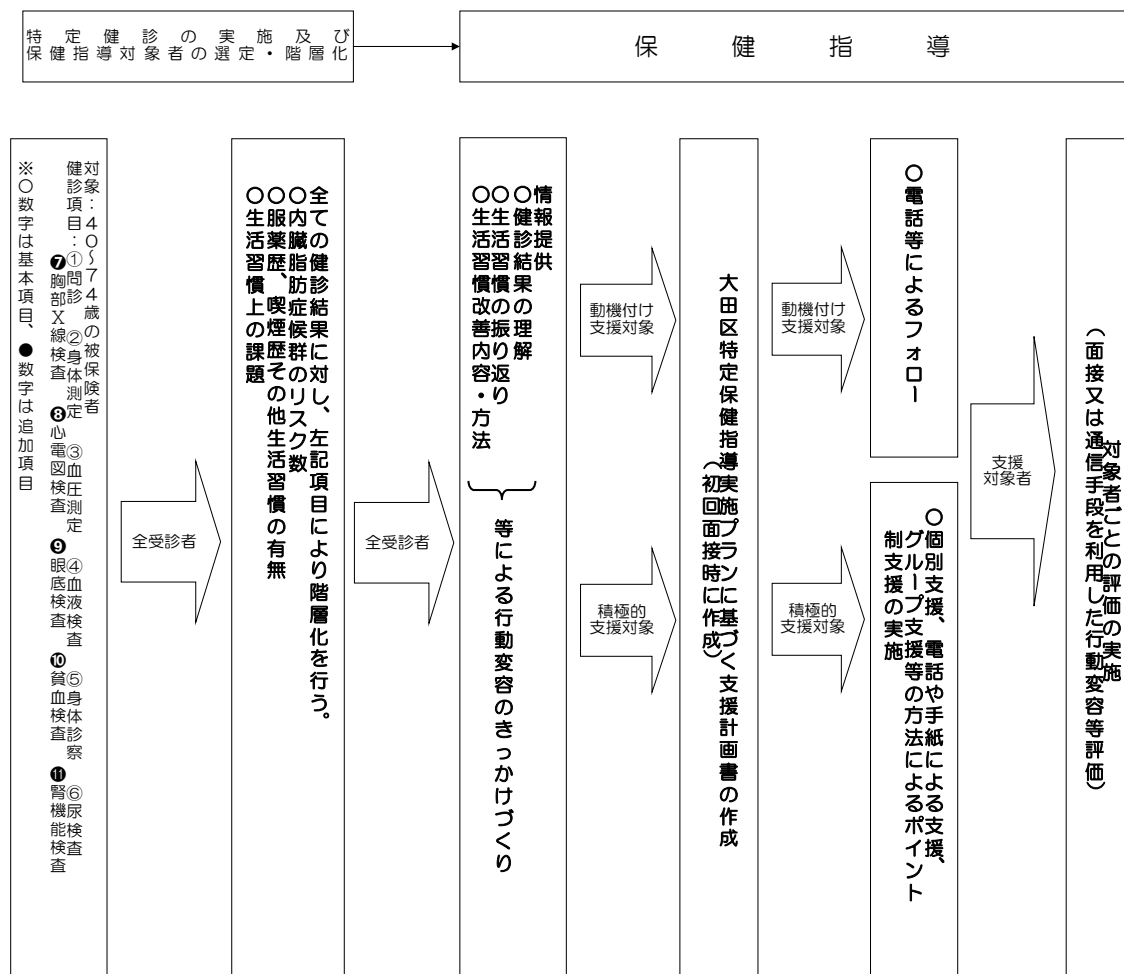 特定健診の実施及び
保健指導対象者の選定・階層化
保健指導
対象：４０～７４歳の被保険者
健診項目：①問診　②身体測定　③血圧測定　④血液検査　⑤身体診察　⑥尿検査
❼胸部Ｘ線検査　❽心電図検査　❾眼底検査　❿貧血検査　⓫腎機能検査
※○数字は基本項目、●数字は追加項目
全受診者
全ての健診結果に対し、左記項目により階層化を行う。
○内臓脂肪症候群のリスク数
○服薬歴、喫煙歴その他生活習慣の有無
○生活習慣上の課題
全受診者
情報提供
○健診結果の理解
○生活習慣の振り返り
○生活習慣改善内容・方法
等による行動変容のきっかけづくり
動機付け
支援対象
積極的
支援対象
大田区特定保健指導実施プランに基づく支援計画書の作成
（初回面接時に作成）
動機付け
支援対象
積極的
支援対象
○電話等によるフォロー
○個別支援、電話や手紙による支援、
グループ支援等の方法によるポイント
制支援の実施
支援
対象者
対象者ごとの評価の実施
（面接又は通信手段を利用した行動変容等評価）